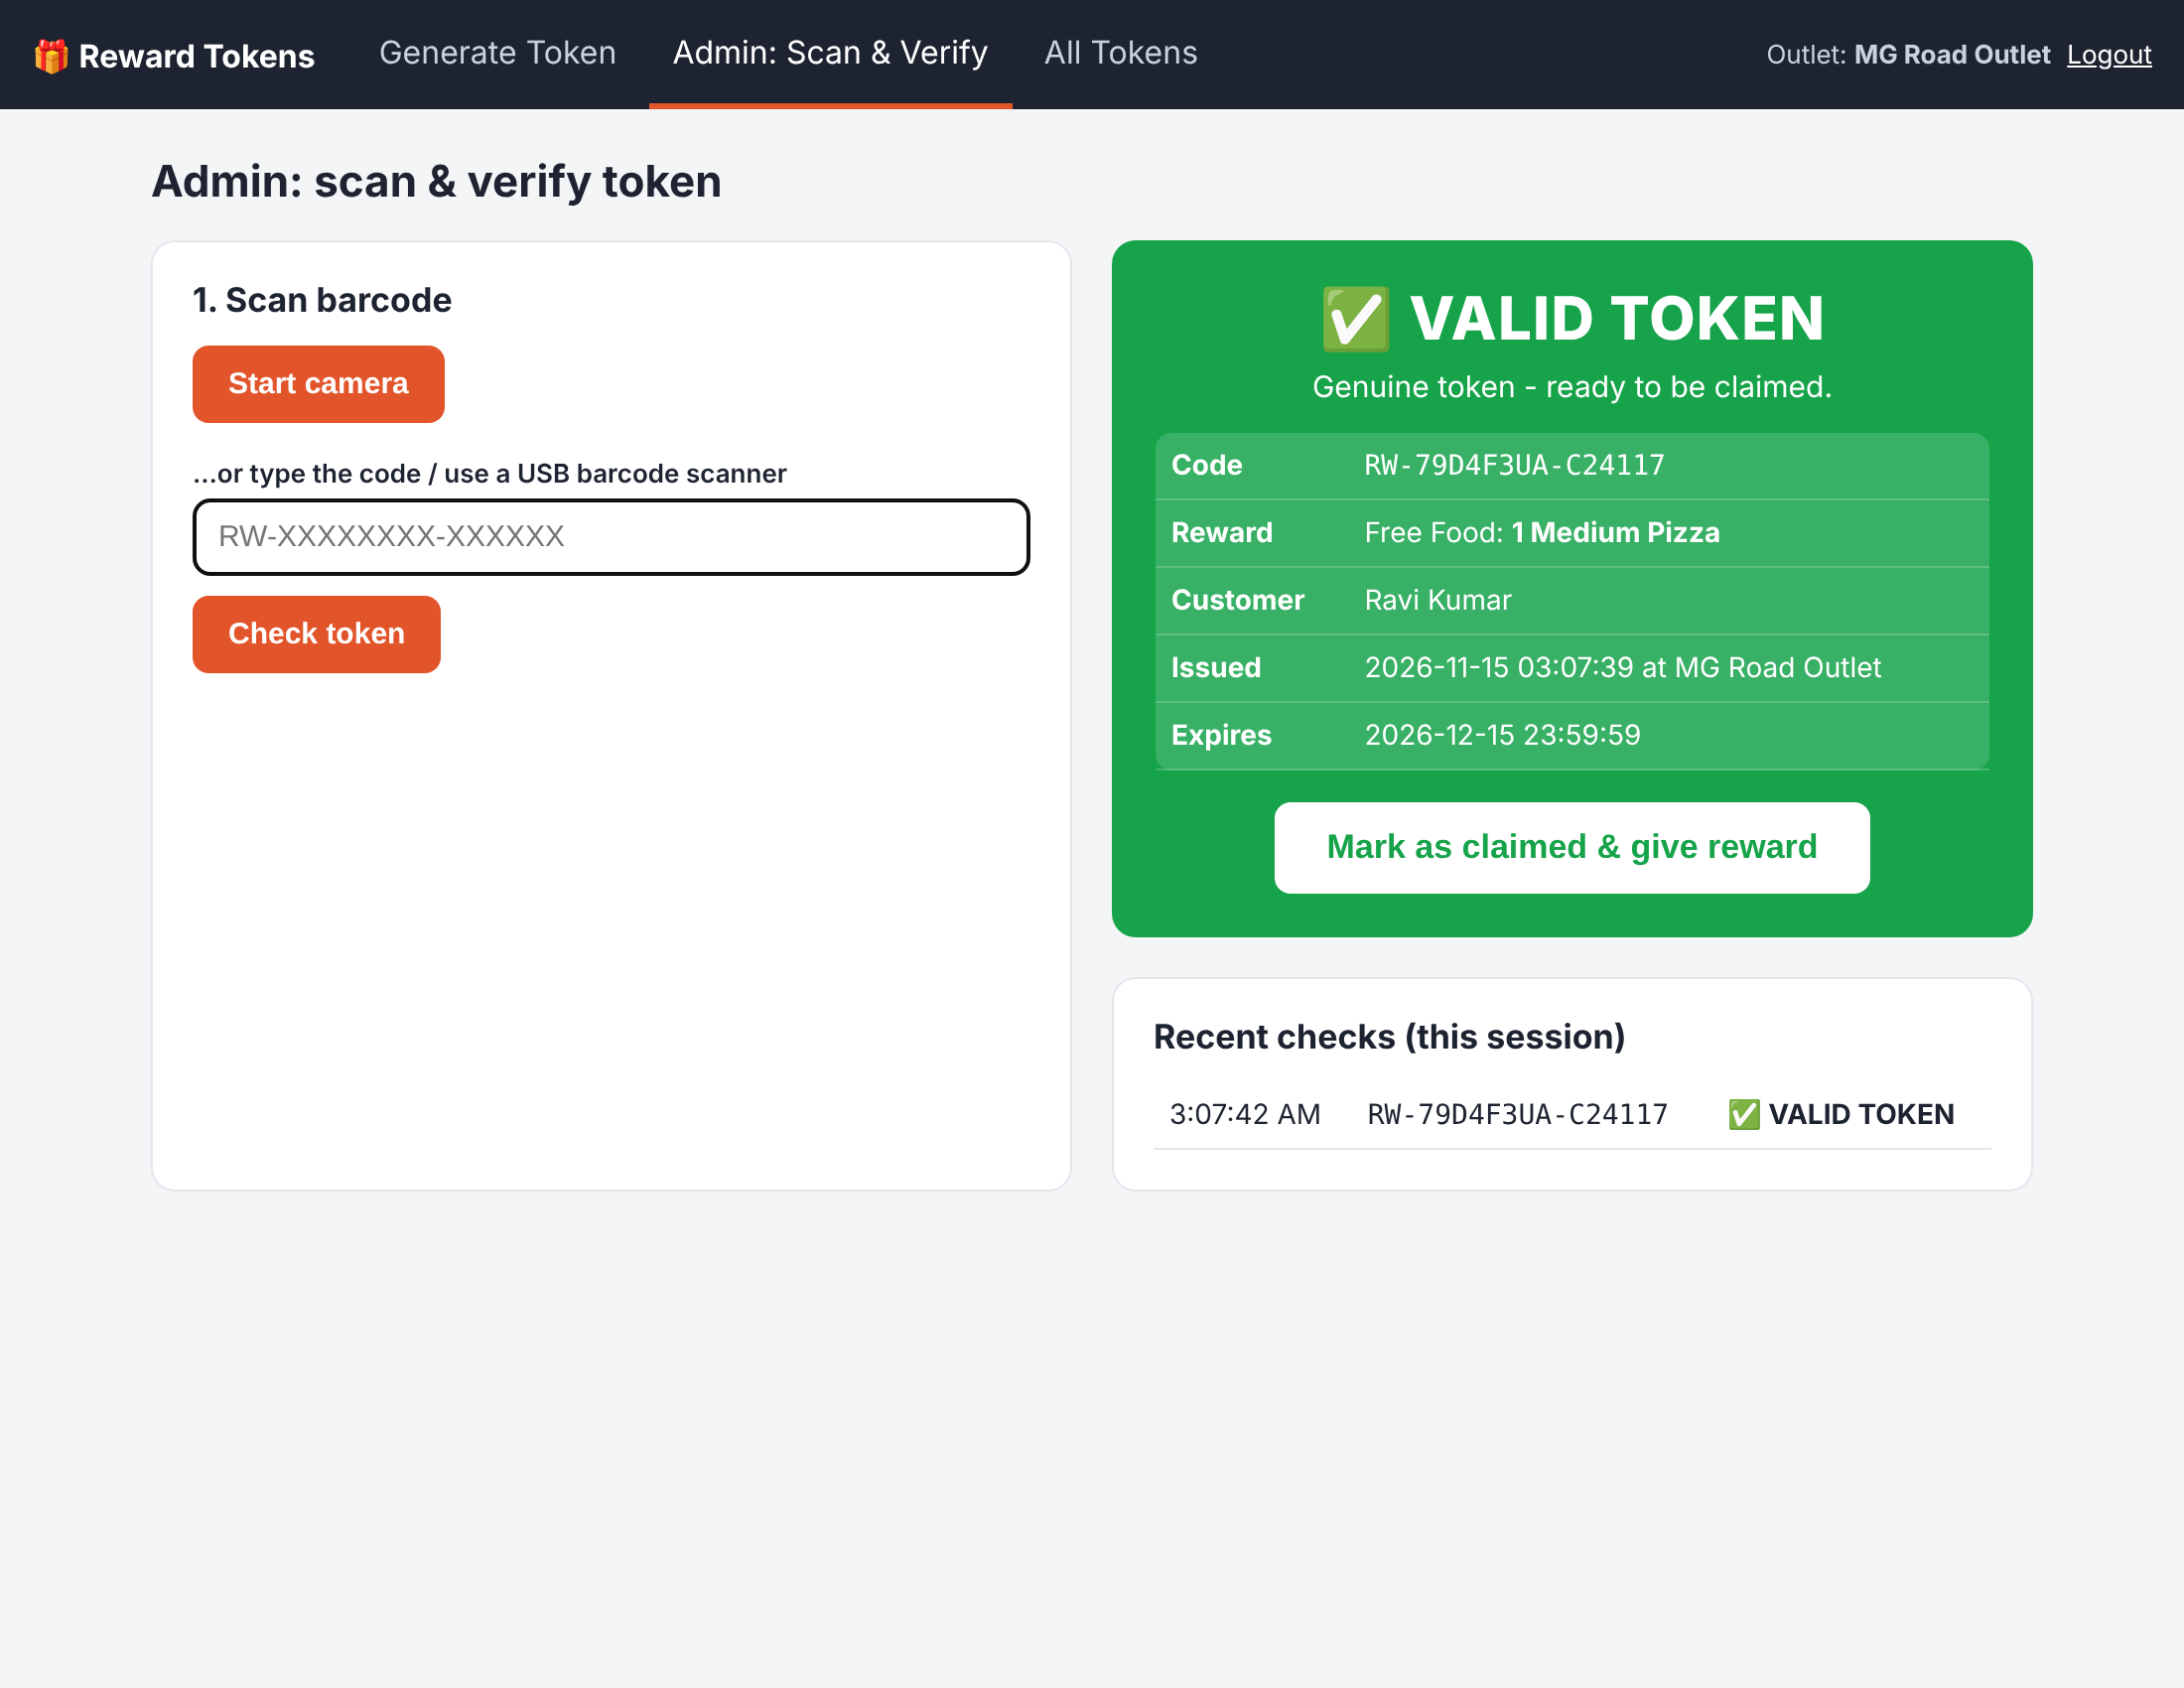 🎁 Reward Tokens Generate Token Admin: Scan & Verify All Tokens Outlet: MG Road Outlet Logout
Admin: scan & verify token
1. Scan barcode
Start camera
...or type the code / use a USB barcode scanner
RW-XXXXXXXX-XXXXXX
Check token
✅ VALID TOKEN
Genuine token - ready to be claimed.
Code RW-79D4F3UA-C24117
Reward Free Food: 1 Medium Pizza
Customer Ravi Kumar
Issued 2026-11-15 03:07:39 at MG Road Outlet
Expires 2026-12-15 23:59:59
Mark as claimed & give reward
Recent checks (this session)
3:07:42 AM RW-79D4F3UA-C24117 ✅ VALID TOKEN